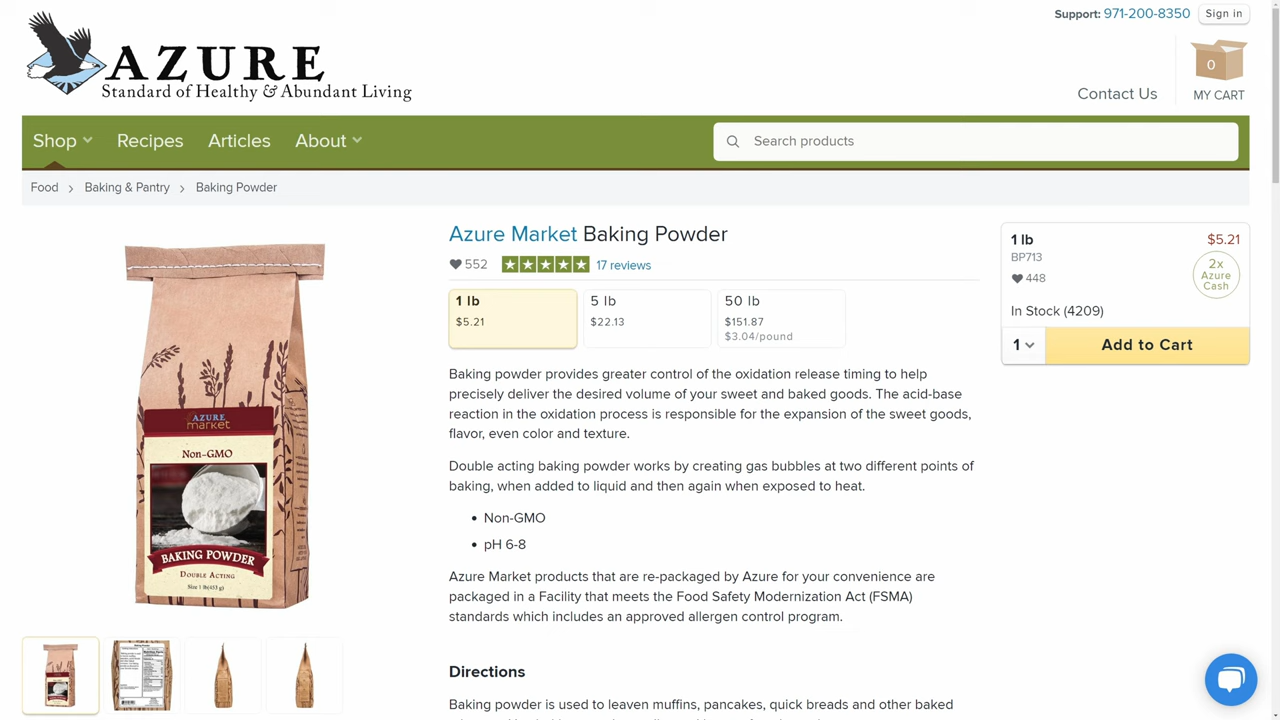 Support: 971-200-8350 Sign in
AZURE
Standard of Healthy & Abundant Living
0
Contact Us MY CART
Shop Recipes Articles About Search products
Food > Baking & Pantry > Baking Powder
Azure Market Baking Powder
552 17 reviews
1 lb
$5.21
5 lb
$22.13
50 lb
$151.87
$3.04/pound
Baking powder provides greater control of the oxidation release timing to help
precisely deliver the desired volume of your sweet and baked goods. The acid-base
reaction in the oxidation process is responsible for the expansion of the sweet goods,
flavor, even color and texture.
Double acting baking powder works by creating gas bubbles at two different points of
baking, when added to liquid and then again when exposed to heat.
• Non-GMO
• pH 6-8
Azure Market products that are re-packaged by Azure for your convenience are
packaged in a Facility that meets the Food Safety Modernization Act (FSMA)
standards which includes an approved allergen control program.
Directions
Baking powder is used to leaven muffins, pancakes, quick breads and other baked
1 lb $5.21
BP713
448
2x
Azure
Cash
In Stock (4209)
1 Add to Cart
AZURE
market
Non-GMO
BAKING POWDER
DOUBLE ACTING
Size 1 lb(453 g)